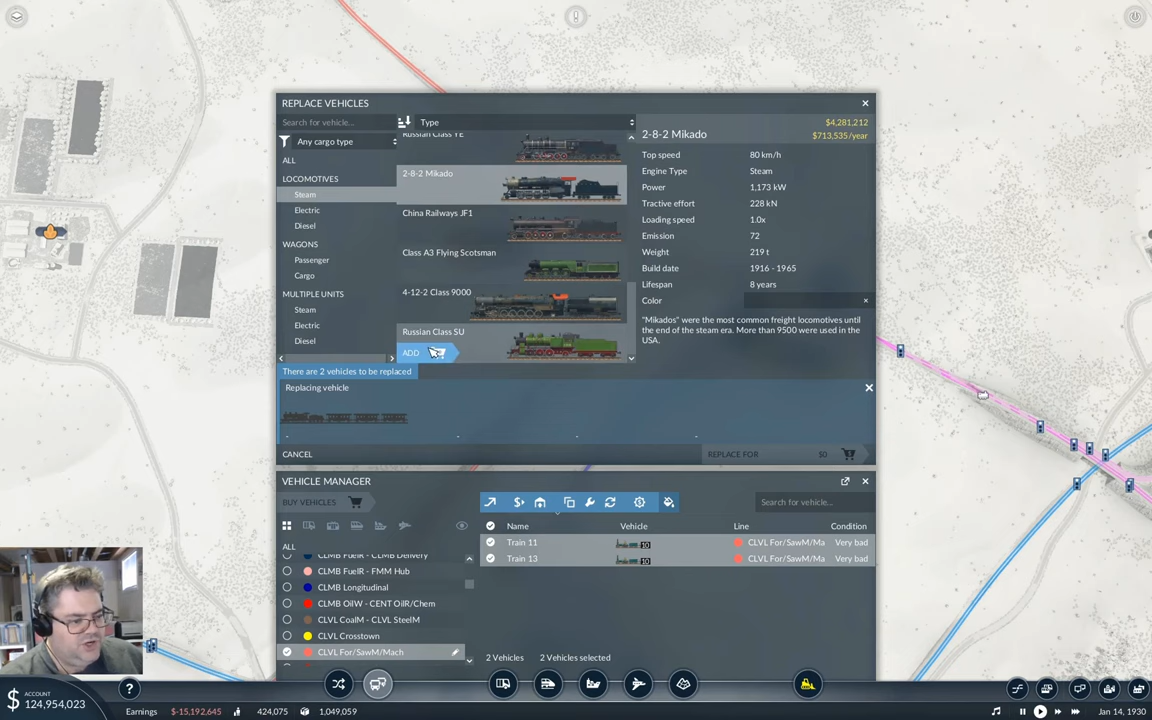 REPLACE VEHICLES
Search for vehicle...
Type
Any cargo type
ALL
LOCOMOTIVES
Steam
Electric
Diesel
WAGONS
Passenger
Cargo
MULTIPLE UNITS
Steam
Electric
Diesel
Russian Class YE
2-8-2 Mikado
China Railways JF1
Class A3 Flying Scotsman
4-12-2 Class 9000
Russian Class SU
ADD
2-8-2 Mikado
$4,281,212
$713,535/year
Top speed 80 km/h
Engine Type Steam
Power 1,173 kW
Tractive effort 228 kN
Loading speed 1.0x
Emission 72
Weight 219 t
Build date 1916 - 1965
Lifespan 8 years
Color
"Mikados" were the most common freight locomotives until
the end of the steam era. More than 9500 were used in the
USA.
There are 2 vehicles to be replaced
Replacing vehicle
- - - -
CANCEL
REPLACE FOR $0
VEHICLE MANAGER
BUY VEHICLES
Search for vehicle...
ALL
CLMB FuelR - CLMB Delivery
CLMB FuelR - FMM Hub
CLMB Longitudinal
CLMB OilW - CENT OilR/Chem
CLVL CoalM - CLVL SteelM
CLVL Crosstown
CLVL For/SawM/Mach
Name Vehicle Line Condition
Train 11 10 CLVL For/SawM/Ma Very bad
Train 13 10 CLVL For/SawM/Ma Very bad
2 Vehicles 2 Vehicles selected
$ ACCOUNT
124,954,023
?
Earnings $-15,192,645 424,075 1,049,059
Jan 14, 1930